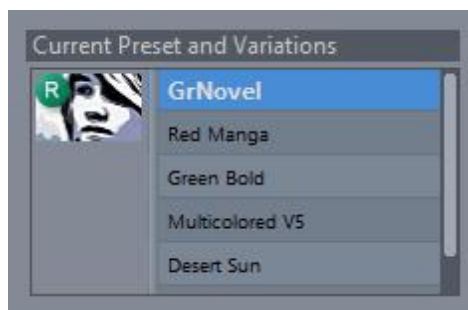 Current Preset and Variations
R
GrNovel
Red Manga
Green Bold
Multicolored V5
Desert Sun